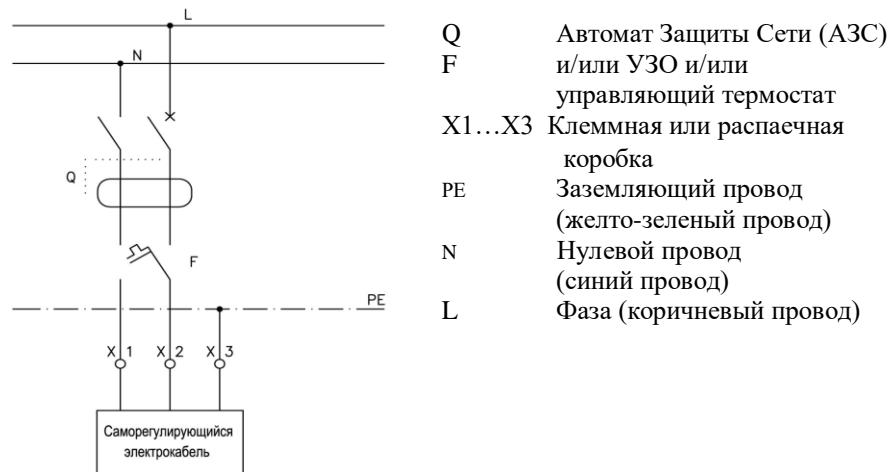 L
N
Q
F
PE
X 1 X 2 X 3
Саморегулирующийся
электрокабель
Q Автомат Защиты Сети (АЗС)
F и/или УЗО и/или
управляющий термостат
X1…X3 Клеммная или распаечная
коробка
PE Заземляющий провод
(желто-зеленый провод)
N Нулевой провод
(синий провод)
L Фаза (коричневый провод)